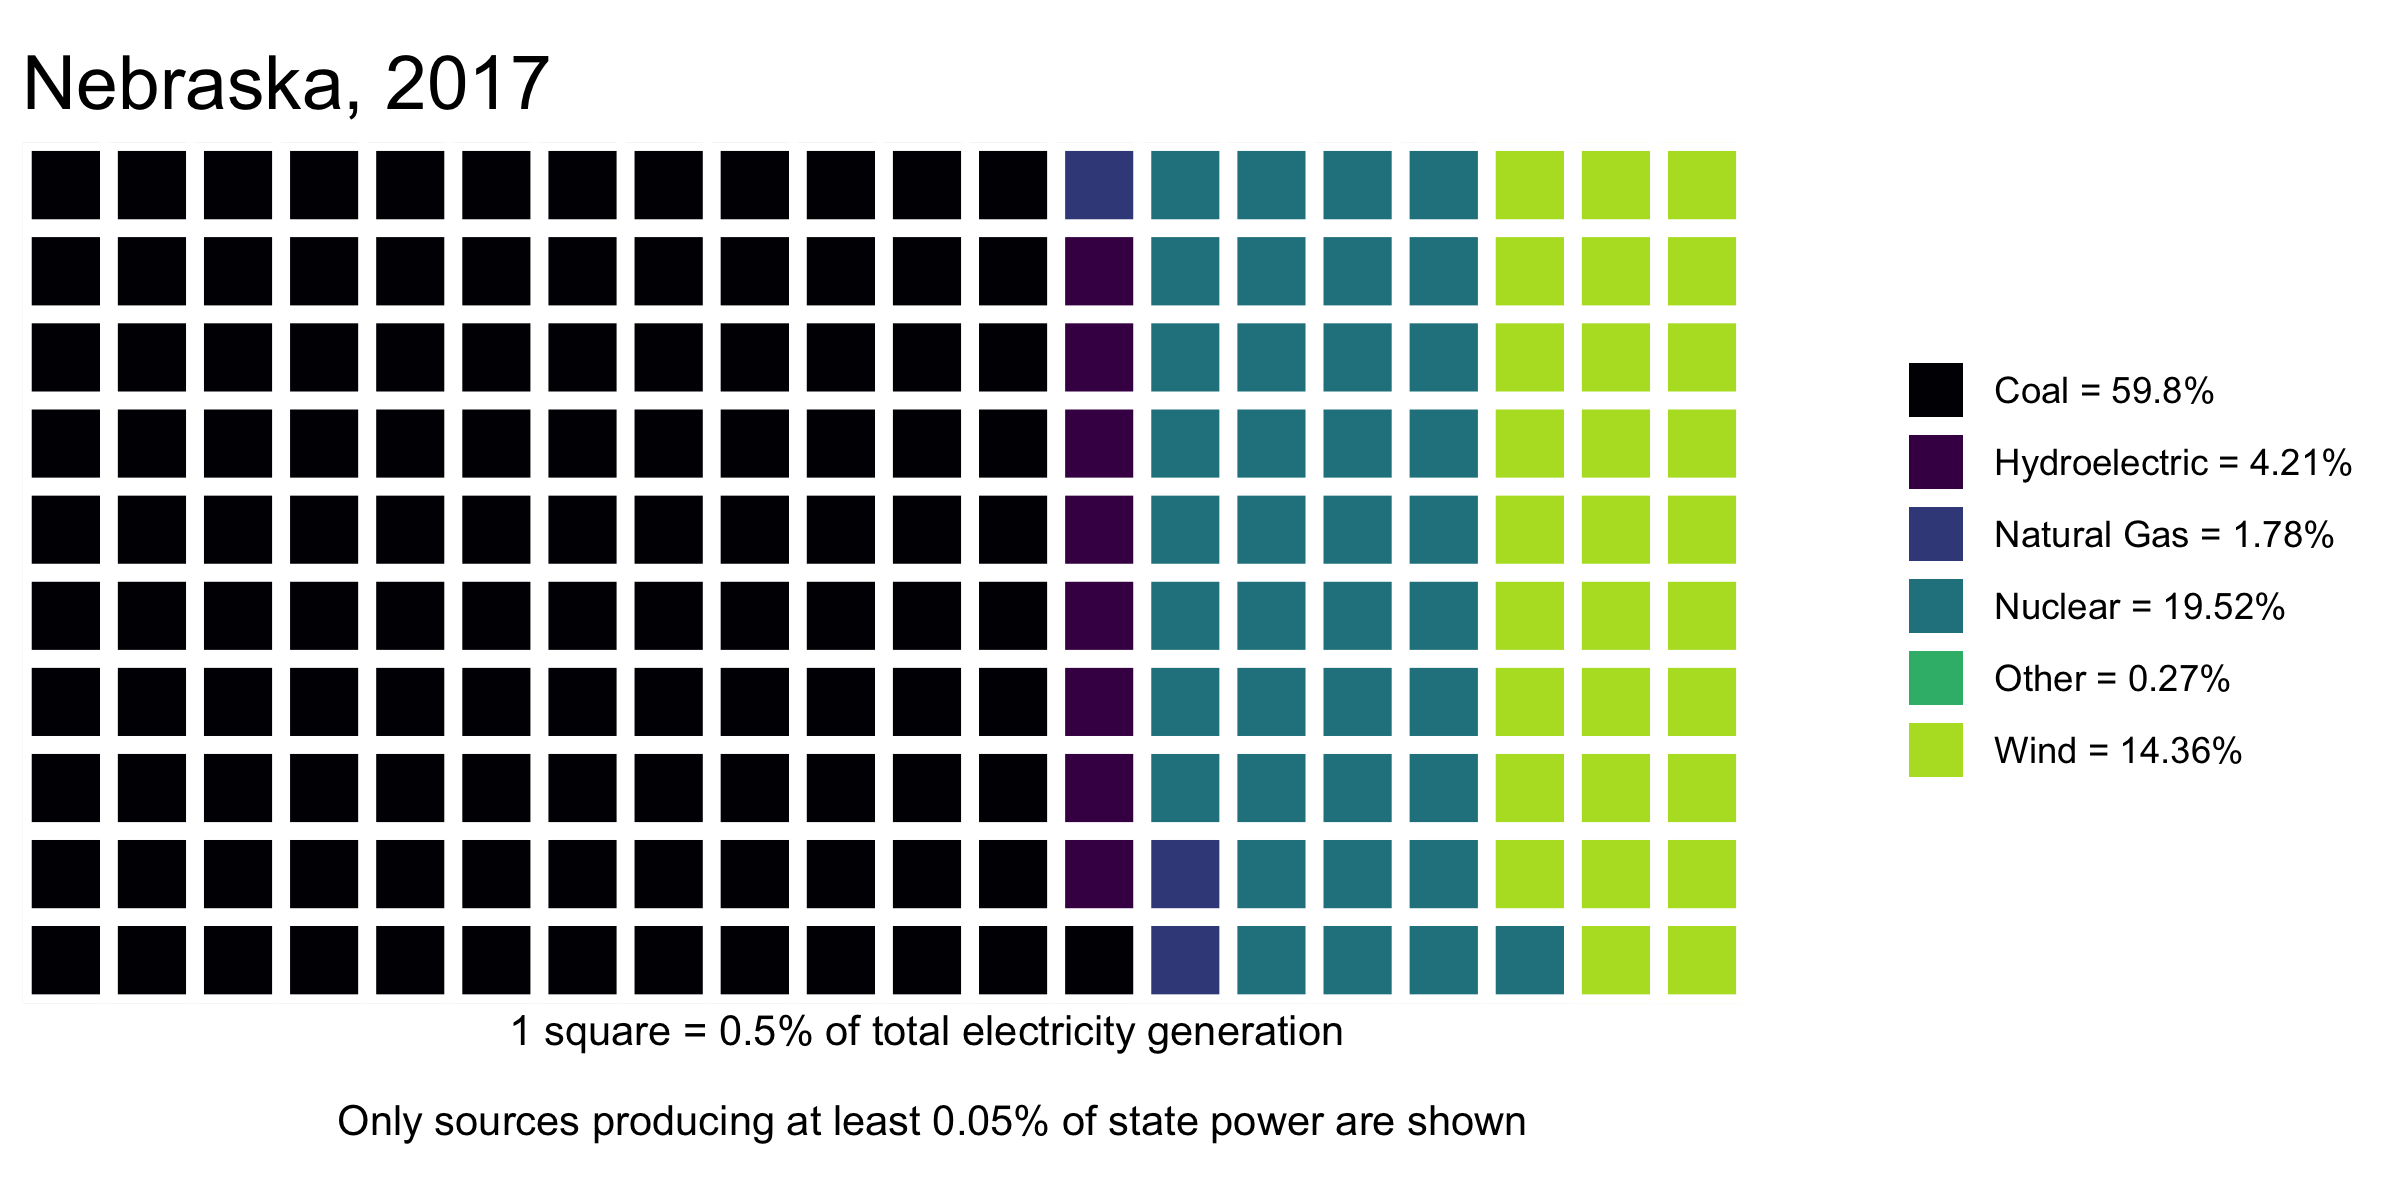 Nebraska, 2017
Coal = 59.8%
Hydroelectric = 4.21%
Natural Gas = 1.78%
Nuclear = 19.52%
Other = 0.27%
Wind = 14.36%
1 square = 0.5% of total electricity generation
Only sources producing at least 0.05% of state power are shown